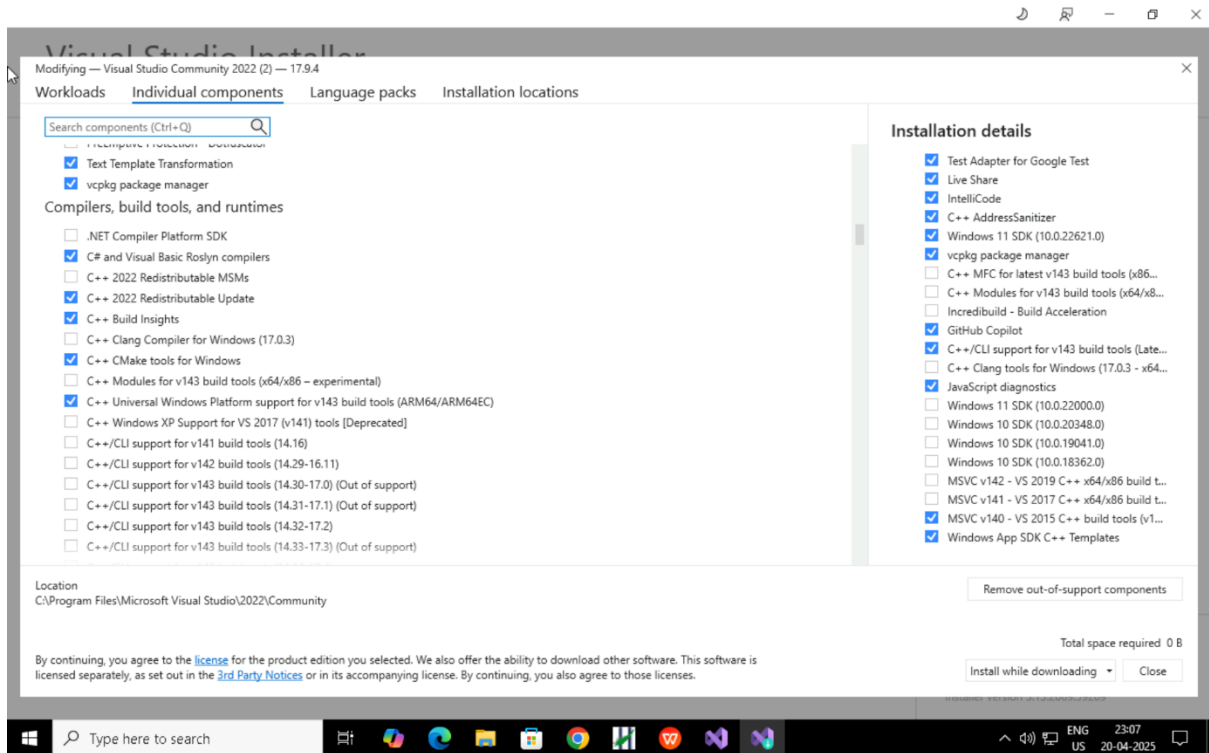 Visual Studio Installer
Modifying — Visual Studio Community 2022 (2) — 17.9.4
Workloads Individual components Language packs Installation locations
Search components (Ctrl+Q)
PreEmptive Protection - Dotfuscator
Text Template Transformation
vcpkg package manager
Compilers, build tools, and runtimes
.NET Compiler Platform SDK
C# and Visual Basic Roslyn compilers
C++ 2022 Redistributable MSMs
C++ 2022 Redistributable Update
C++ Build Insights
C++ Clang Compiler for Windows (17.0.3)
C++ CMake tools for Windows
C++ Modules for v143 build tools (x64/x86 – experimental)
C++ Universal Windows Platform support for v143 build tools (ARM64/ARM64EC)
C++ Windows XP Support for VS 2017 (v141) tools [Deprecated]
C++/CLI support for v141 build tools (14.16)
C++/CLI support for v142 build tools (14.29-16.11)
C++/CLI support for v143 build tools (14.30-17.0) (Out of support)
C++/CLI support for v143 build tools (14.31-17.1) (Out of support)
C++/CLI support for v143 build tools (14.32-17.2)
C++/CLI support for v143 build tools (14.33-17.3) (Out of support)
Installation details
Test Adapter for Google Test
Live Share
IntelliCode
C++ AddressSanitizer
Windows 11 SDK (10.0.22621.0)
vcpkg package manager
C++ MFC for latest v143 build tools (x86...
C++ Modules for v143 build tools (x64/x8...
Incredibuild - Build Acceleration
GitHub Copilot
C++/CLI support for v143 build tools (Late...
C++ Clang tools for Windows (17.0.3 - x64...
JavaScript diagnostics
Windows 11 SDK (10.0.22000.0)
Windows 10 SDK (10.0.20348.0)
Windows 10 SDK (10.0.19041.0)
Windows 10 SDK (10.0.18362.0)
MSVC v142 - VS 2019 C++ x64/x86 build t...
MSVC v141 - VS 2017 C++ x64/x86 build t...
MSVC v140 - VS 2015 C++ build tools (v1...
Windows App SDK C++ Templates
Location
C:\Program Files\Microsoft Visual Studio\2022\Community
Remove out-of-support components
Total space required 0 B
By continuing, you agree to the license for the product edition you selected. We also offer the ability to download other software. This software is
licensed separately, as set out in the 3rd Party Notices or in its accompanying license. By continuing, you also agree to those licenses.
Install while downloading Close
Type here to search
ENG
US
23:07
20-04-2025